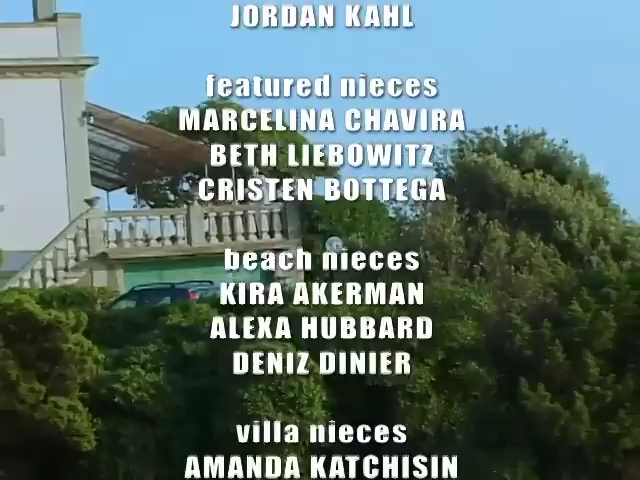 JORDAN KAHL
featured nieces
MARCELINA CHAVIRA
BETH LIEBOWITZ
CRISTEN BOTTEGA
beach nieces
KIRA AKERMAN
ALEXA HUBBARD
DENIZ DINIER
villa nieces
AMANDA KATCHISIN